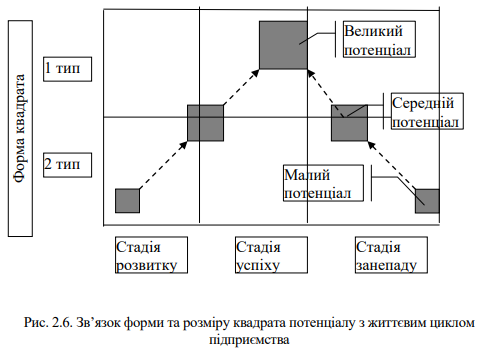 Форма квадрата
1 тип
2 тип
Великий
потенціал
Середній
потенціал
Малий
потенціал
Стадія
розвитку
Стадія
успіху
Стадія
занепаду
Рис. 2.6. Зв’язок форми та розміру квадрата потенціалу з життєвим циклом
підприємства